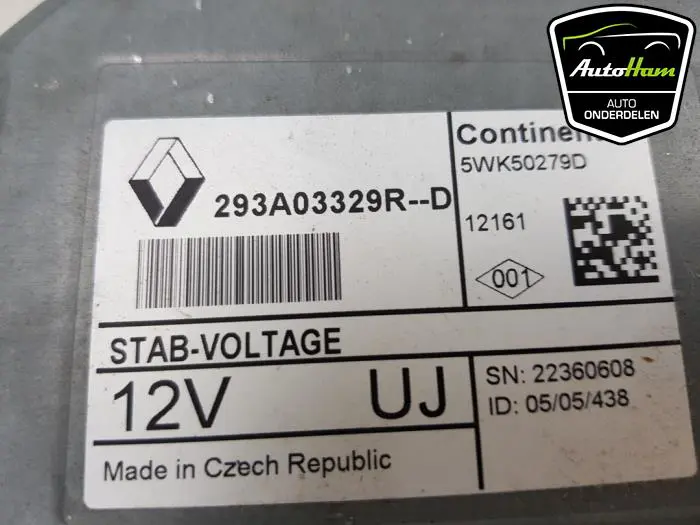 AutoHam
AUTO
ONDERDELEN
293A03329R--D
5WK50279D
12161
001
STAB-VOLTAGE
12V
UJ
SN: 22360608
ID: 05/05/438
Made in Czech Republic